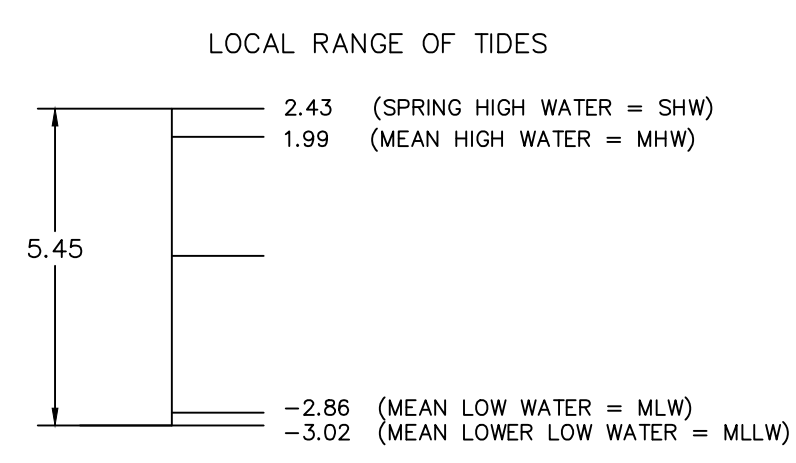 LOCAL RANGE OF TIDES
2.43 (SPRING HIGH WATER = SHW)
1.99 (MEAN HIGH WATER = MHW)
5.45
-2.86 (MEAN LOW WATER = MLW)
-3.02 (MEAN LOWER LOW WATER = MLLW)